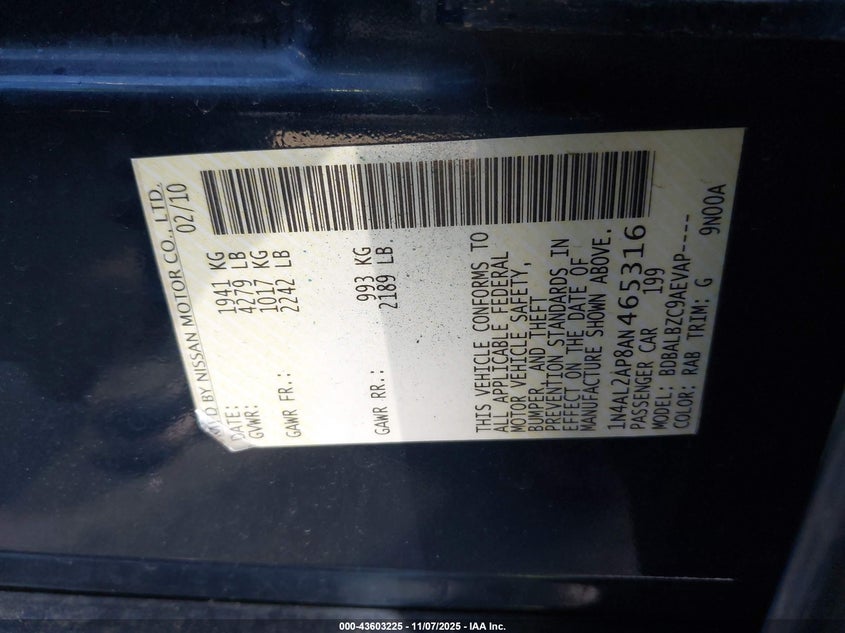 MFD BY NISSAN MOTOR CO., LTD.
DATE: 02/10
GVWR: 1941 KG
4279 LB
GAWR FR.: 1017 KG
2242 LB
GAWR RR.: 993 KG
2189 LB.
THIS VEHICLE CONFORMS TO
ALL APPLICABLE FEDERAL
MOTOR VEHICLE SAFETY,
BUMPER, AND THEFT
PREVENTION STANDARDS IN
EFFECT ON THE DATE OF
MANUFACTURE SHOWN ABOVE.
1N4AL2AP8AN465316
PASSENGER CAR 199
MODEL: BDBALBZC9AEVAP----
COLOR: RAB TRIM: G 9N00A
000-43603225 - 11/07/2025 - IAA Inc.